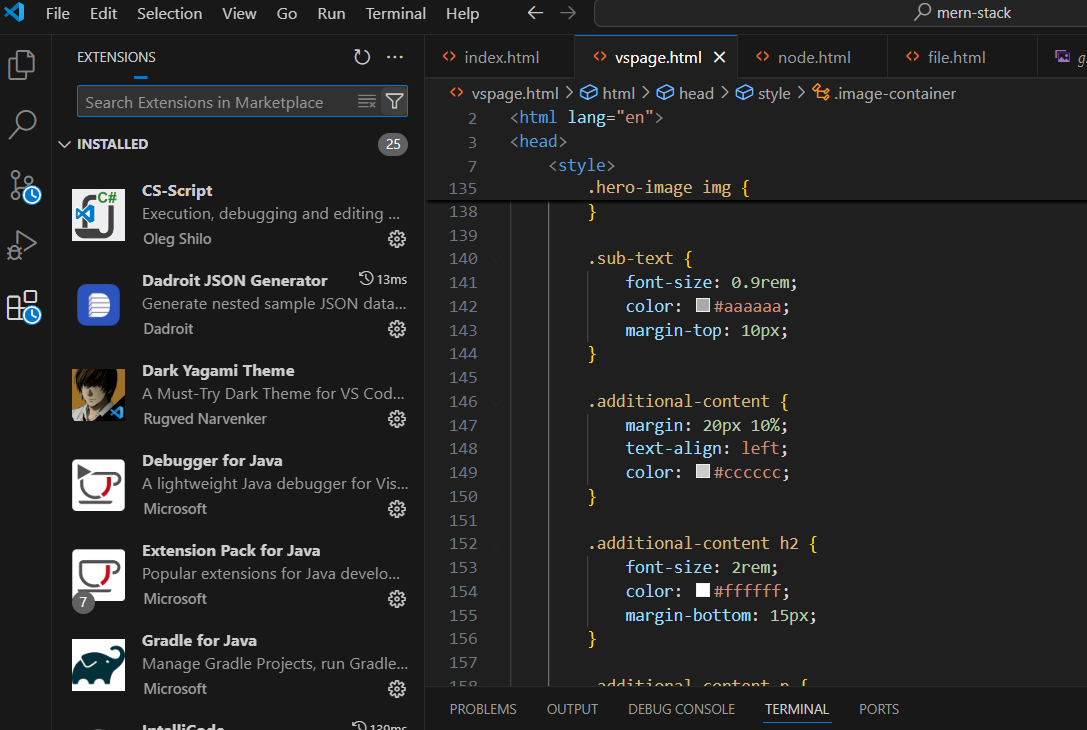 File Edit Selection View Go Run Terminal Help
mern-stack
EXTENSIONS
Search Extensions in Marketplace
INSTALLED 25
C#
CS-Script
Execution, debugging and editing ...
Oleg Shilo
Dadroit JSON Generator 13ms
Generate nested sample JSON data...
Dadroit
Dark Yagami Theme
A Must-Try Dark Theme for VS Cod...
Rugved Narvenker
Debugger for Java
A lightweight Java debugger for Vis...
Microsoft
Extension Pack for Java
Popular extensions for Java develo...
7
Microsoft
Gradle for Java
Manage Gradle Projects, run Gradle...
Microsoft
IntelliCode 139ms
index.html vspage.html node.html file.html g
vspage.html > html > head > style > .image-container
2 <html lang="en">
3 <head>
7 <style>
135 .hero-image img {
138 }
139
140 .sub-text {
141 font-size: 0.9rem;
142 color: #aaaaaa;
143 margin-top: 10px;
144 }
145
146 .additional-content {
147 margin: 20px 10%;
148 text-align: left;
149 color: #cccccc;
150 }
151
152 .additional-content h2 {
153 font-size: 2rem;
154 color: #ffffff;
155 margin-bottom: 15px;
156 }
157
158 .additional-content p {
PROBLEMS OUTPUT DEBUG CONSOLE TERMINAL PORTS